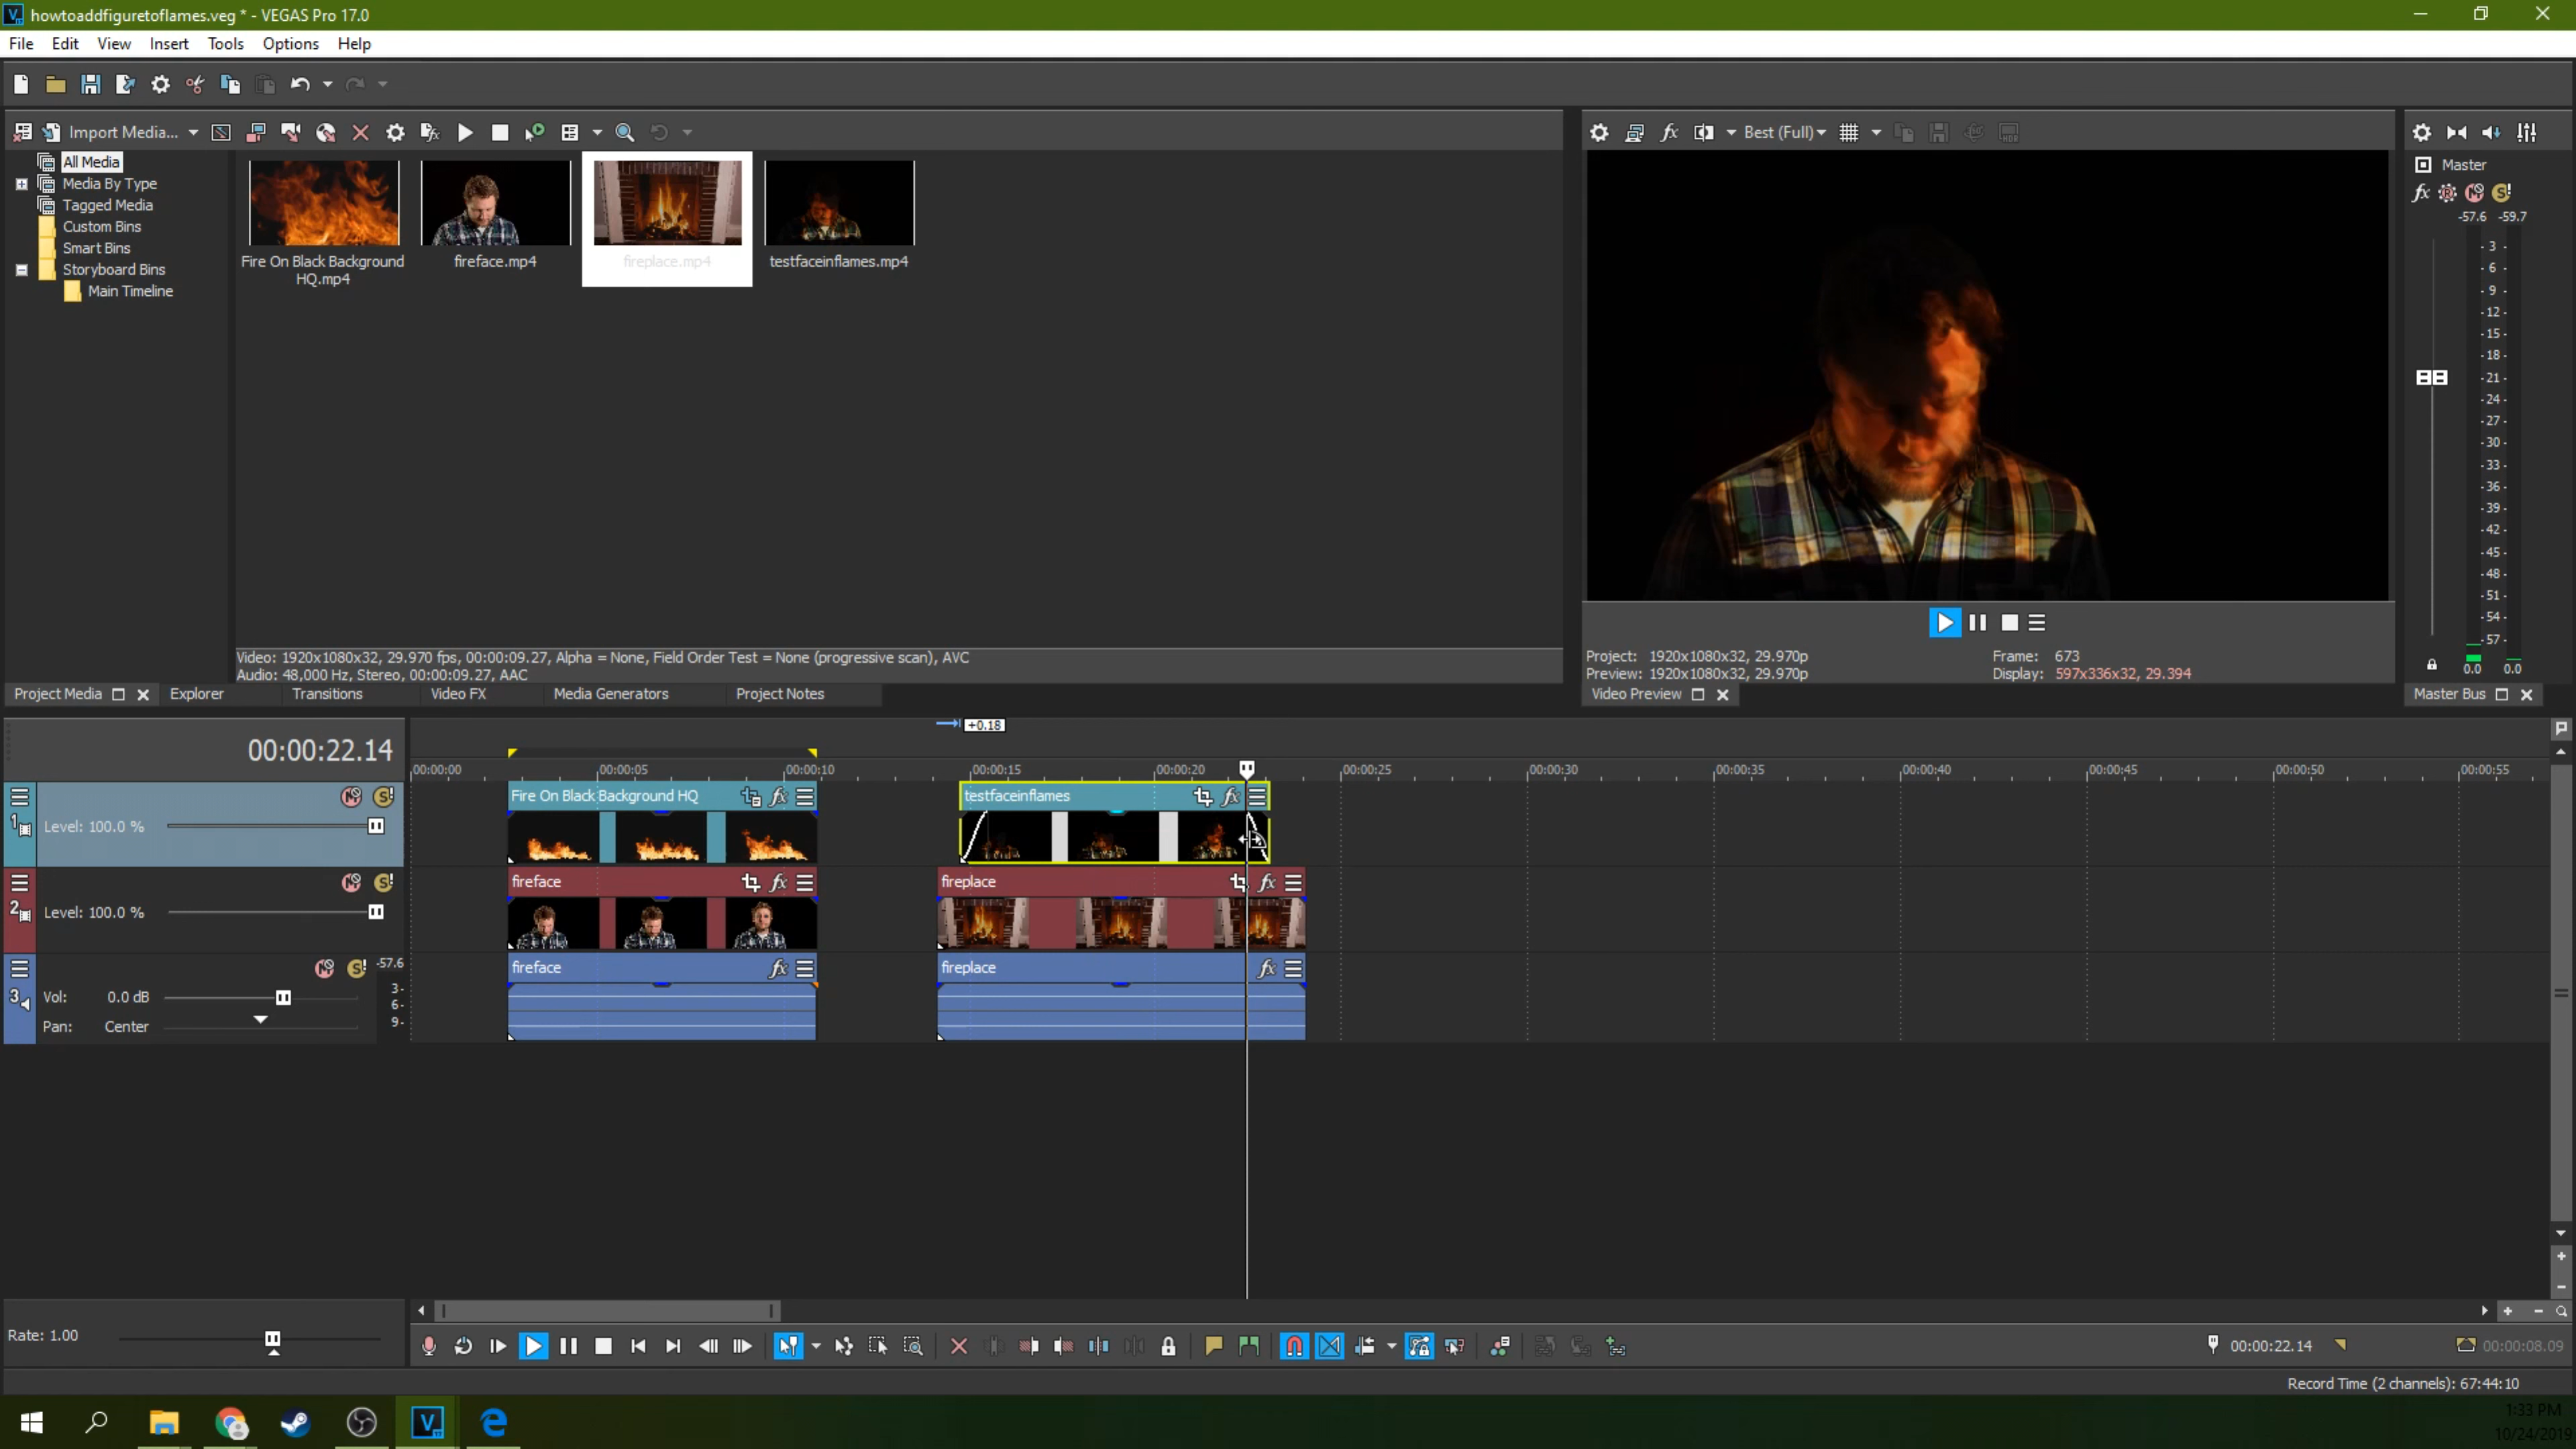 howtoaddfiguretoflames.veg * - VEGAS Pro 17.0
File Edit View Insert Tools Options Help
Import Media... Best (Full)
All Media
Media By Type
Tagged Media
Custom Bins
Smart Bins
Storyboard Bins
Main Timeline
Fire On Black Background
HQ.mp4
fireface.mp4
fireplace.mp4
testfaceinflames.mp4
Video: 1920x1080x32, 29.970 fps, 00:00:09.27, Alpha = None, Field Order Test = None (progressive scan), AVC
Audio: 48,000 Hz, Stereo, 00:00:09.27, AAC
Project: 1920x1080x32, 29.970p
Preview: 1920x1080x32, 29.970p
Frame: 673
Display: 597x336x32, 29.394
Master
fx
-57.6 -59.7
- 3 -
- 6 -
- 9 -
-12 -
-15 -
-18 -
-21 -
-24 -
-27 -
-30 -
-33 -
-36 -
-39 -
-42 -
-45 -
-48 -
-51 -
-54 -
-57 -
0.0 0.0
Project Media Explorer Transitions Video FX Media Generators Project Notes
Video Preview
Master Bus
+0.18
00:00:22.14
00:00:00 00:00:05 00:00:10 00:00:15 00:00:20 00:00:25 00:00:30 00:00:35 00:00:40 00:00:45 00:00:50 00:00:55
1
Level: 100.0 %
Fire On Black Background HQ fx
testfaceinflames fx
2
Level: 100.0 %
fireface fx
fireplace fx
3
Vol: 0.0 dB
Pan: Center
-57.6
3-
6-
9-
fireface fx
fireplace fx
Rate: 1.00
00:00:22.14
00:00:08.09
Record Time (2 channels): 67:44:10
1:33 PM